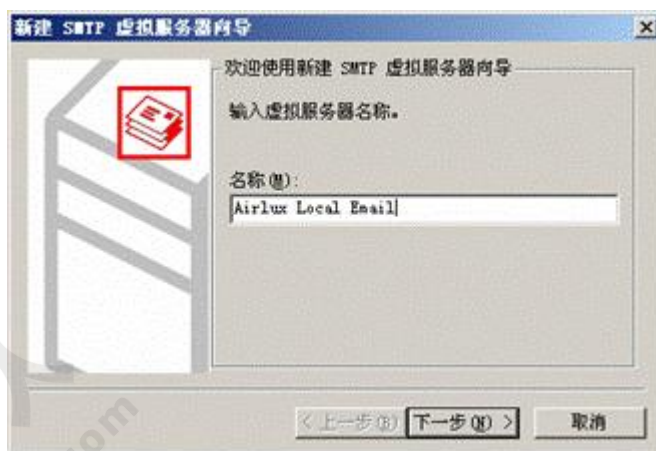 新建 SMTP 虚拟服务器向导
欢迎使用新建 SMTP 虚拟服务器向导
输入虚拟服务器名称。
名称(M):
Airlux Local Email
< 上一步(B)
下一步(N) >
取消
om